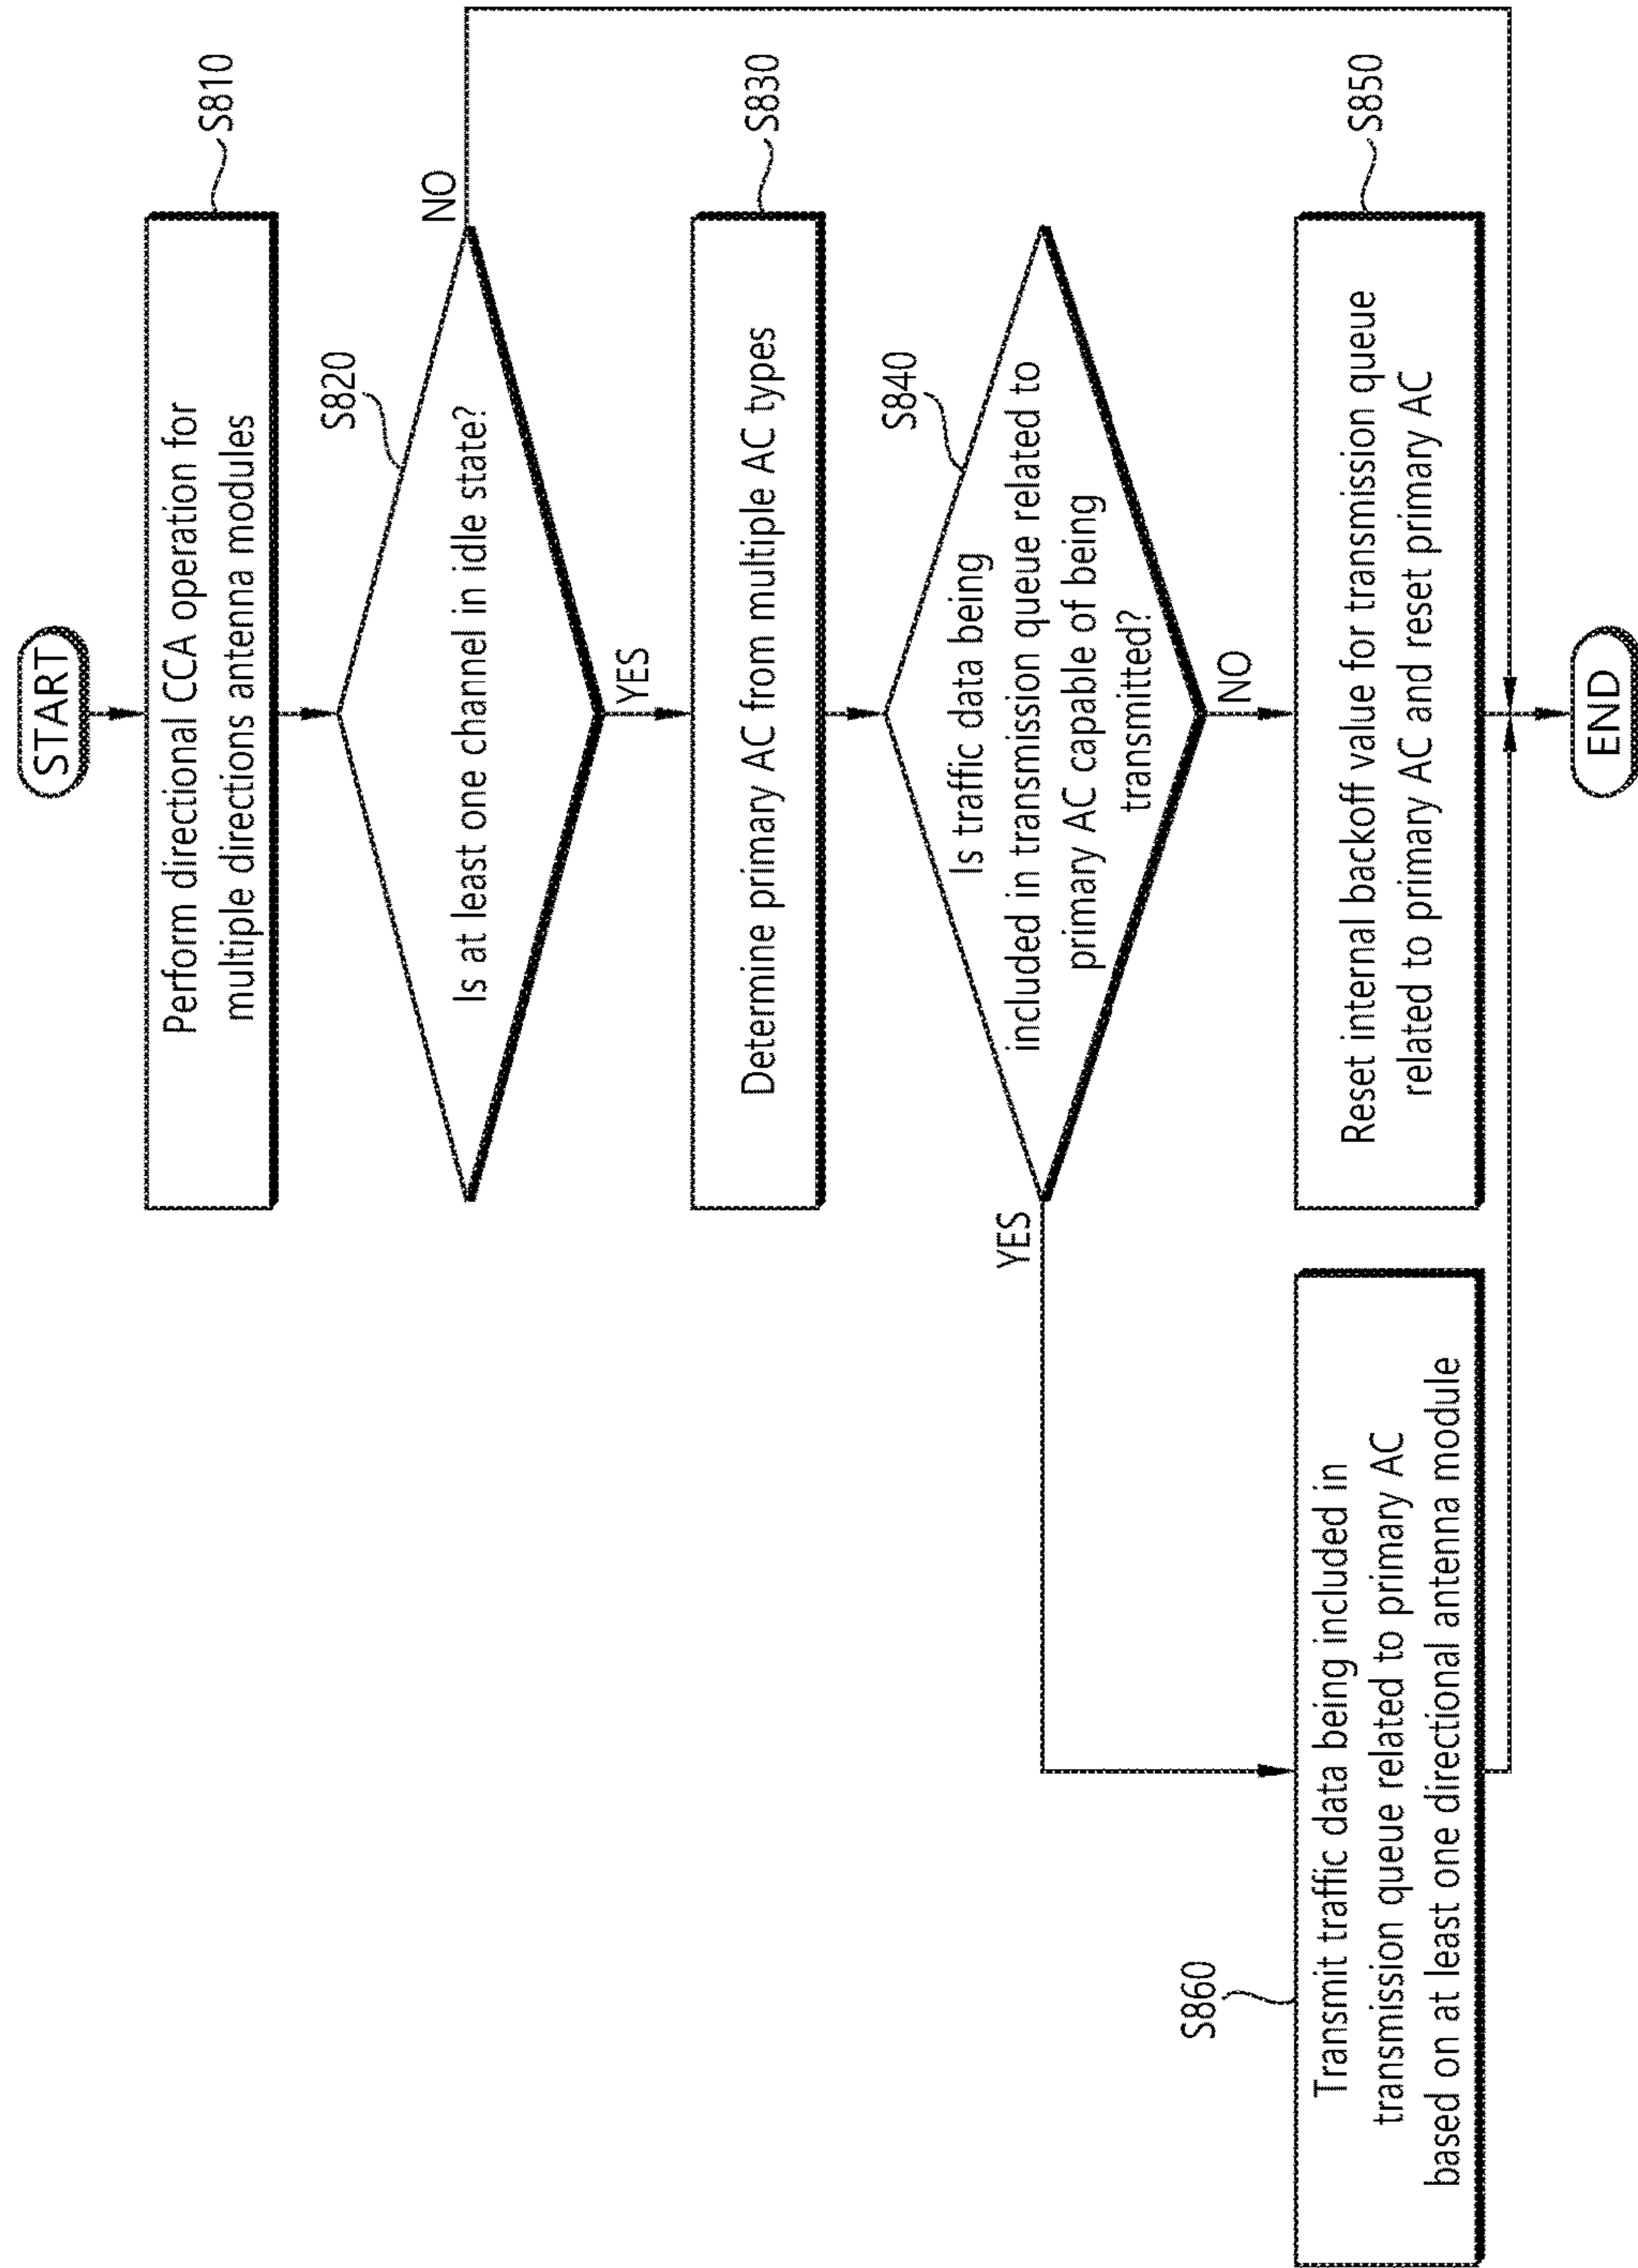 START
Perform directional CCA operation for
multiple directions antenna modules
S810
S820
Is at least one channel in idle state?
NO
YES
Determine primary AC from multiple AC types
S830
S840
Is traffic data being
included in transmission queue related to
primary AC capable of being
transmitted?
YES
NO
Reset internal backoff value for transmission queue
related to primary AC and reset primary AC
S850
S860
Transmit traffic data being included in
transmission queue related to primary AC
based on at least one directional antenna module
END